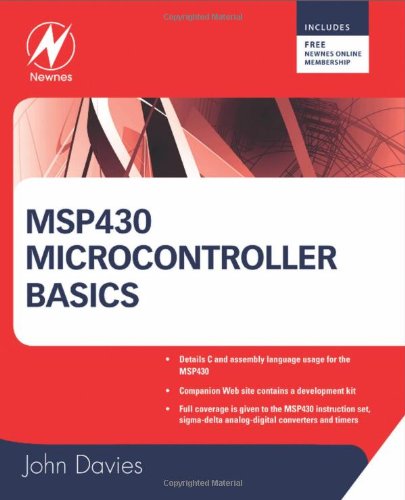 Copyrighted Material
INCLUDES
FREE
NEWNES ONLINE
MEMBERSHIP
Newnes
MSP430
MICROCONTROLLER
BASICS
• Details C and assembly language usage for the
MSP430
• Companion Web site contains a development kit
• Full coverage is given to the MSP430 instruction set,
sigma-delta analog-digital converters and timers
John Davies
Copyrighted Material